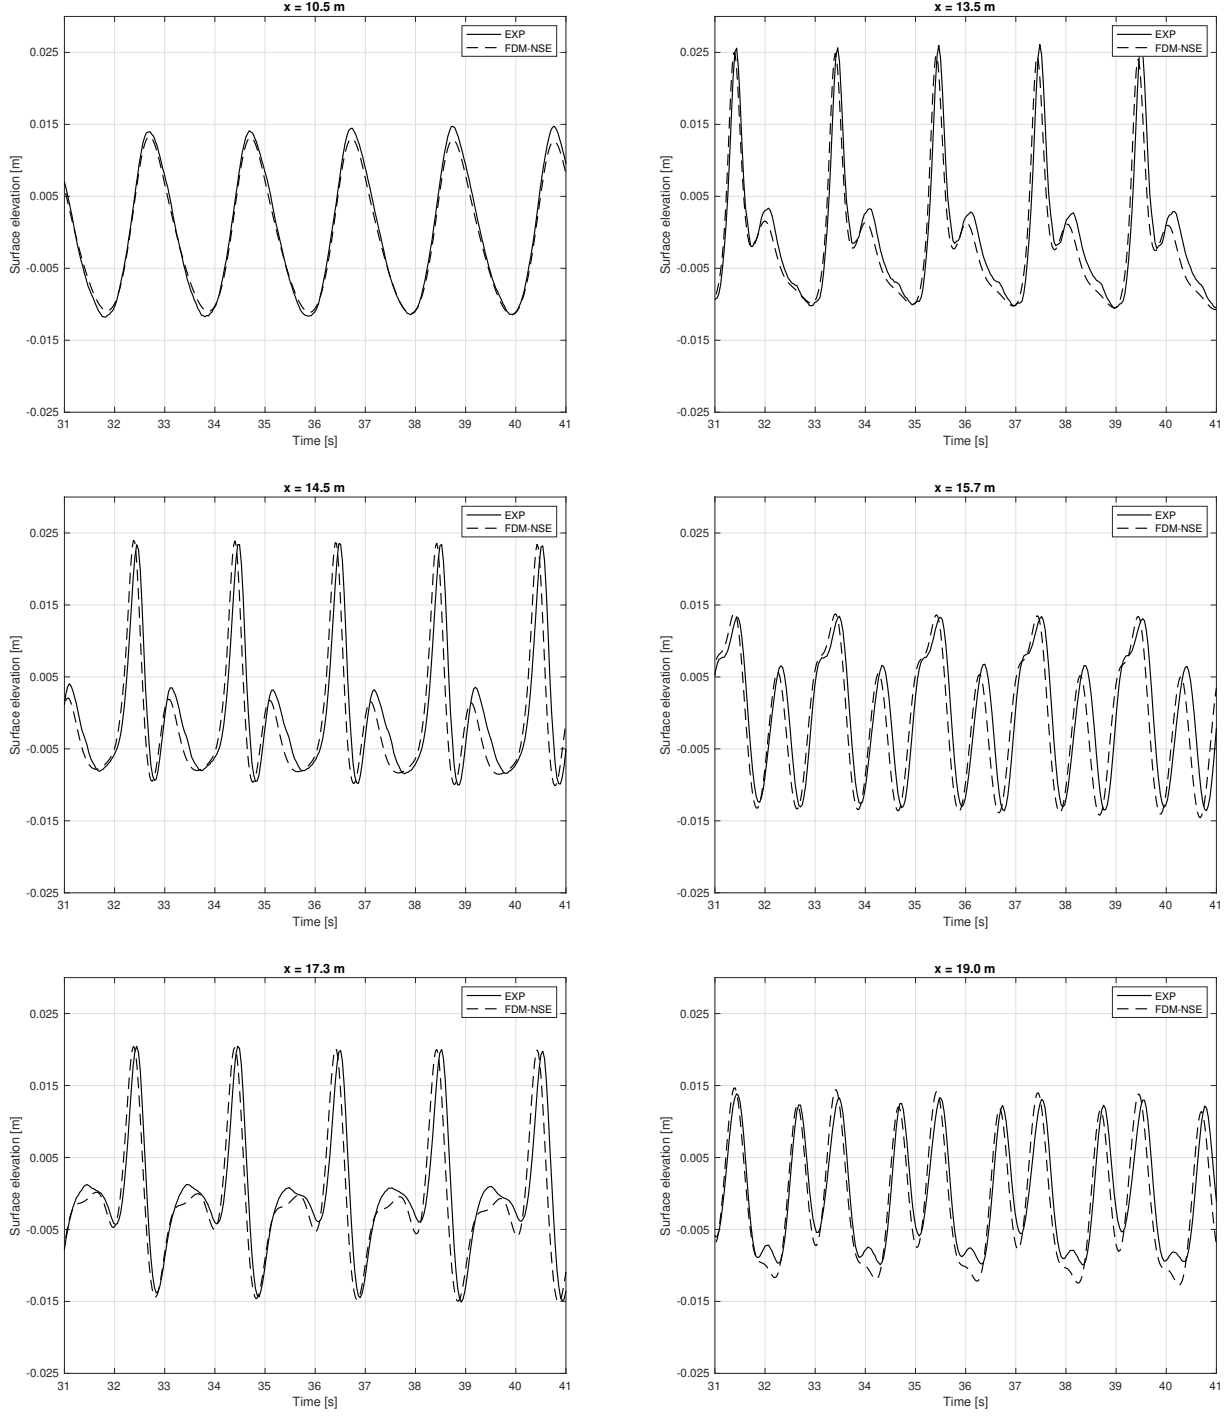 x = 10.5 m
EXP
FDM-NSE
0.025
0.015
0.005
-0.005
-0.015
-0.025
31 32 33 34 35 36 37 38 39 40 41
Time [s]
Surface elevation [m]
x = 13.5 m
EXP
FDM-NSE
0.025
0.015
0.005
-0.005
-0.015
-0.025
31 32 33 34 35 36 37 38 39 40 41
Time [s]
Surface elevation [m]
x = 14.5 m
EXP
FDM-NSE
0.025
0.015
0.005
-0.005
-0.015
-0.025
31 32 33 34 35 36 37 38 39 40 41
Time [s]
Surface elevation [m]
x = 15.7 m
EXP
FDM-NSE
0.025
0.015
0.005
-0.005
-0.015
-0.025
31 32 33 34 35 36 37 38 39 40 41
Time [s]
Surface elevation [m]
x = 17.3 m
EXP
FDM-NSE
0.025
0.015
0.005
-0.005
-0.015
-0.025
31 32 33 34 35 36 37 38 39 40 41
Time [s]
Surface elevation [m]
x = 19.0 m
EXP
FDM-NSE
0.025
0.015
0.005
-0.005
-0.015
-0.025
31 32 33 34 35 36 37 38 39 40 41
Time [s]
Surface elevation [m]